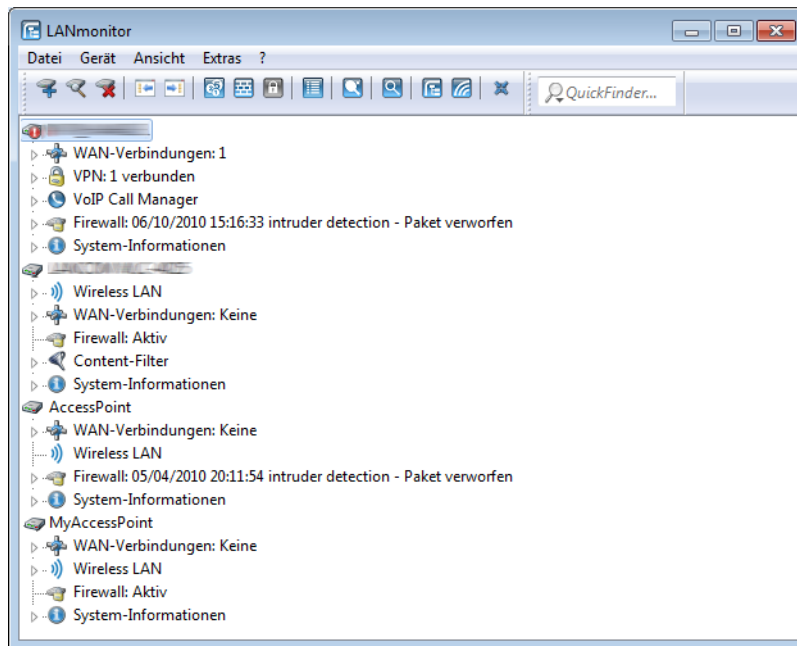 LANmonitor
Datei Gerät Ansicht Extras ?
QuickFinder...
WAN-Verbindungen: 1
VPN: 1 verbunden
VoIP Call Manager
Firewall: 06/10/2010 15:16:33 intruder detection - Paket verworfen
System-Informationen
Wireless LAN
WAN-Verbindungen: Keine
Firewall: Aktiv
Content-Filter
System-Informationen
AccessPoint
WAN-Verbindungen: Keine
Wireless LAN
Firewall: 05/04/2010 20:11:54 intruder detection - Paket verworfen
System-Informationen
MyAccessPoint
WAN-Verbindungen: Keine
Wireless LAN
Firewall: Aktiv
System-Informationen